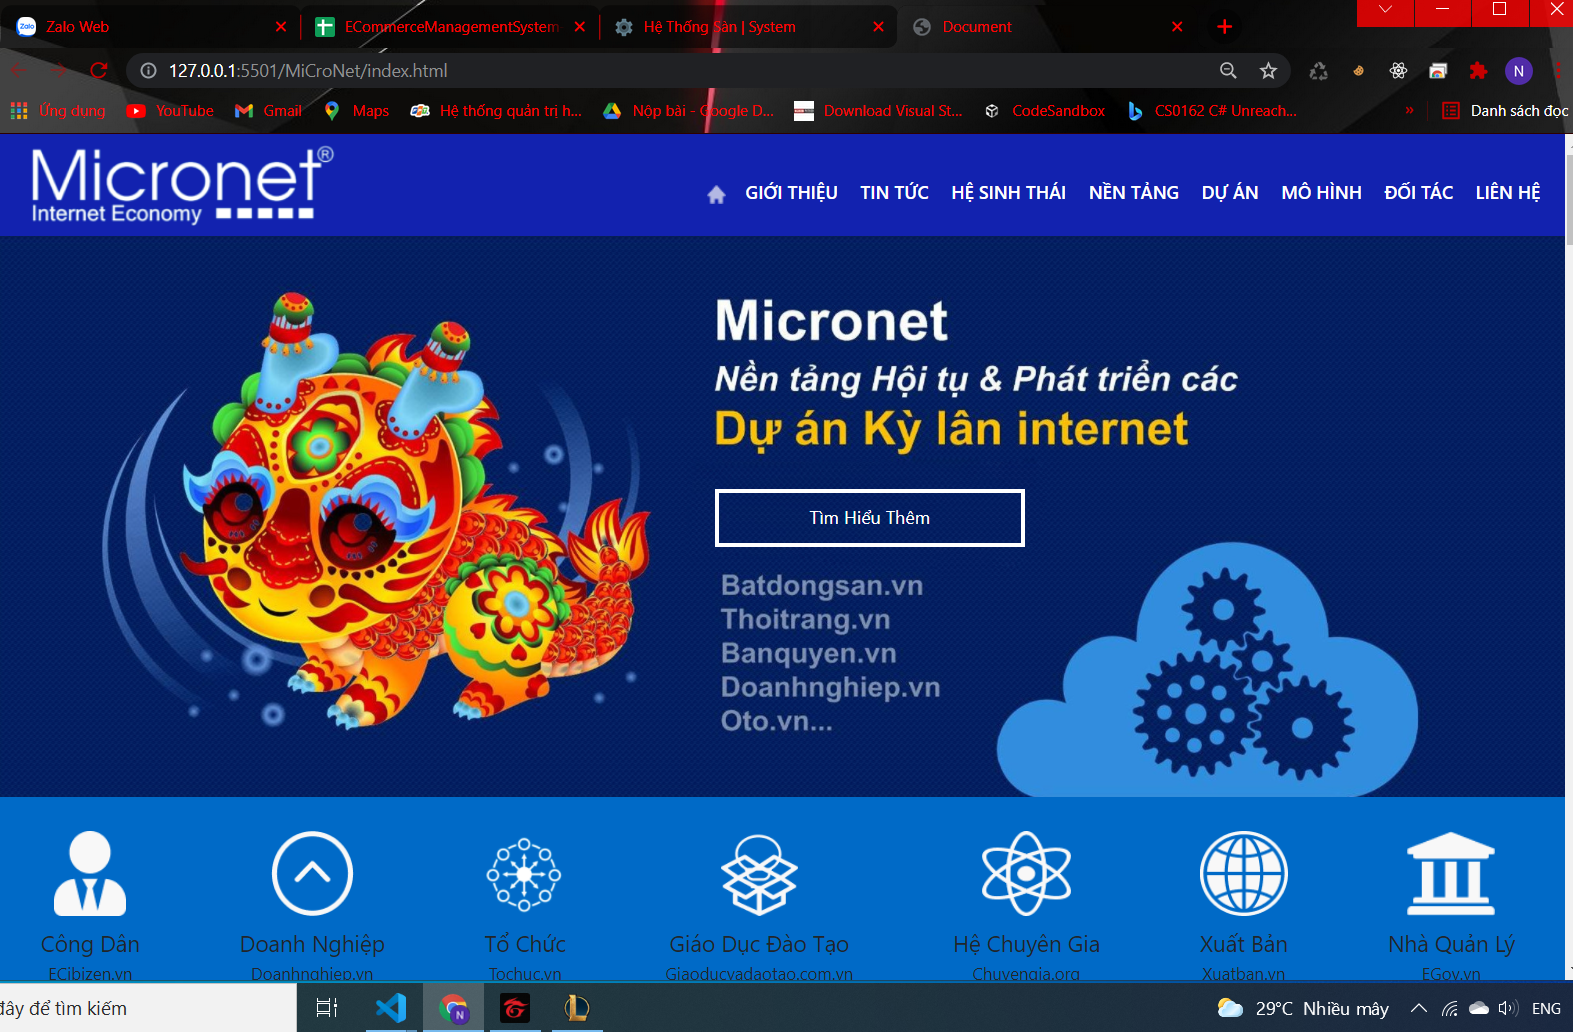 Zalo Web
ECommerceManagementSystem
Hệ Thống Sàn | System
Document
127.0.0.1:5501/MiCroNet/index.html
N
Ứng dụng
YouTube
Gmail
Maps
Hệ thống quản trị h...
Nộp bài - Google D...
Download Visual St...
CodeSandbox
CS0162 C# Unreach...
»
Danh sách đọc
Micronet®
Internet Economy
GIỚI THIỆU
TIN TỨC
HỆ SINH THÁI
NỀN TẢNG
DỰ ÁN
MÔ HÌNH
ĐỐI TÁC
LIÊN HỆ
Micronet
Nền tảng Hội tụ & Phát triển các
Dự án Kỳ lân internet
Tìm Hiểu Thêm
Batdongsan.vn
Thoitrang.vn
Banquyen.vn
Doanhnghiep.vn
Oto.vn...
Công Dân
Doanh Nghiệp
Tổ Chức
Giáo Dục Đào Tạo
Hệ Chuyên Gia
Xuất Bản
Nhà Quản Lý
ECibizen.vn
Doanhnghiep.vn
Tochuc.vn
Giaoducvadaotao.com.vn
Chuyengia.org
Xuatban.vn
EGov.vn
đây để tìm kiếm
N
29°C Nhiều mây
ENG